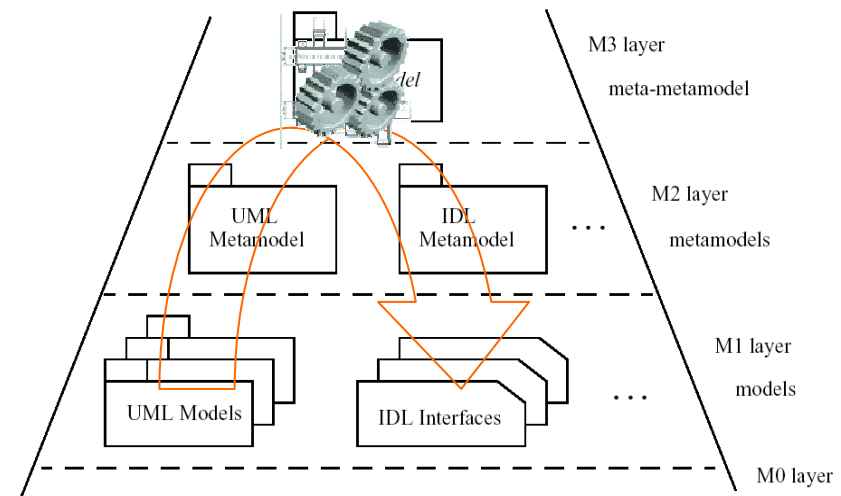 M3 layer
meta-metamodel
M2 layer
metamodels
UML
Metamodel
IDL
Metamodel
...
M1 layer
models
UML Models
IDL Interfaces
...
M0 layer